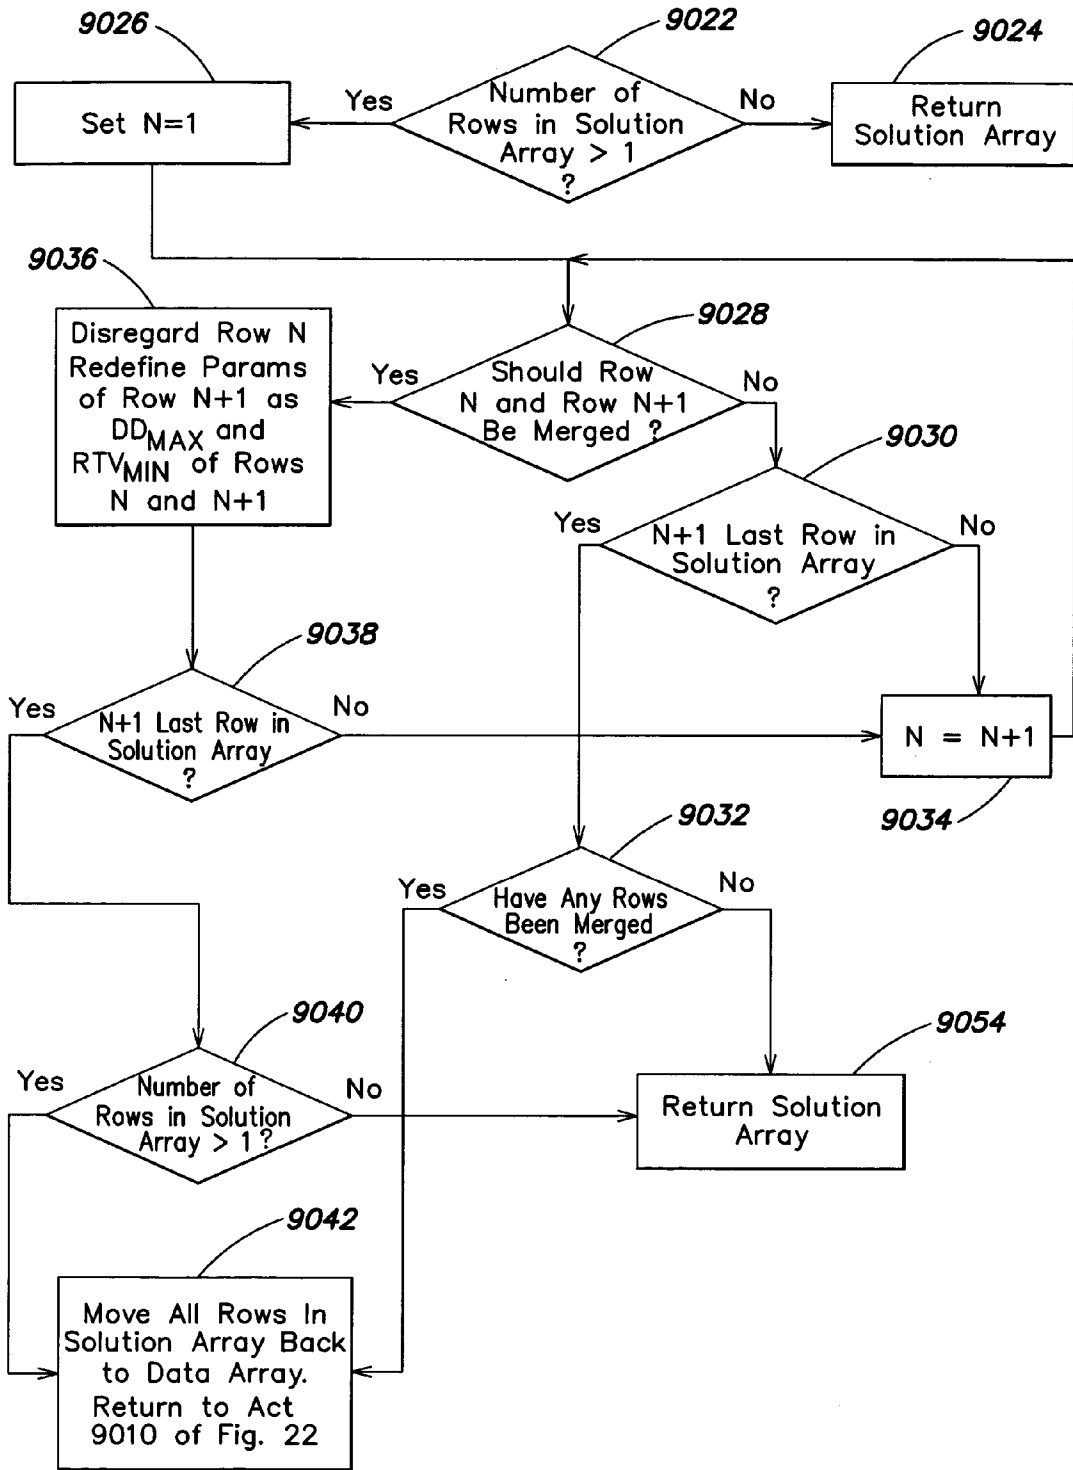 9026
9022
9024
Set N=1
Yes
Number of
Rows in Solution
Array > 1
?
No
Return
Solution Array
9036
Disregard Row N
Redefine Params
of Row N+1 as
DDMAX and
RTVMIN of Rows
N and N+1
Yes
9028
Should Row
N and Row N+1
Be Merged ?
No
9030
Yes
N+1 Last Row in
Solution Array
?
No
9038
Yes
N+1 Last Row in
Solution Array
?
No
N = N+1
9034
9032
Yes
Have Any Rows
Been Merged
?
No
9040
Yes
Number of
Rows in Solution
Array > 1 ?
No
9054
Return Solution
Array
9042
Move All Rows In
Solution Array Back
to Data Array.
Return to Act
9010 of Fig. 22